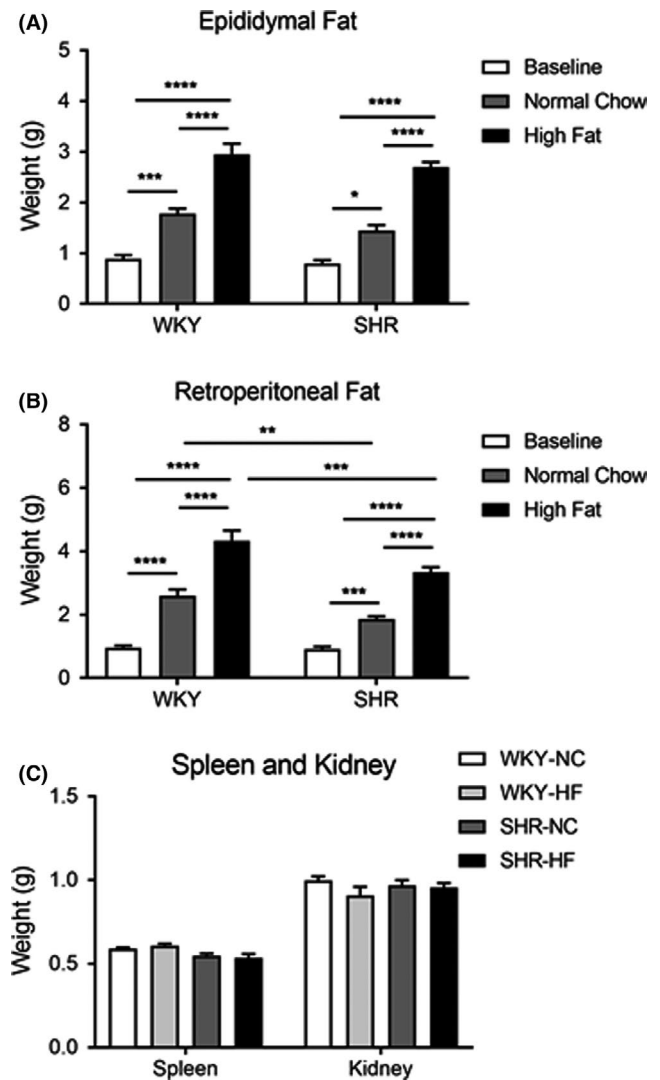 (A)
Epididymal Fat
Weight (g)
5
4
3
2
1
0
****
****
***
****
****
*
WKY
SHR
Baseline
Normal Chow
High Fat
(B)
Retroperitoneal Fat
Weight (g)
8
6
4
2
0
**
****
***
****
****
****
****
***
WKY
SHR
Baseline
Normal Chow
High Fat
(C)
Spleen and Kidney
Weight (g)
1.5
1.0
0.5
0.0
Spleen
Kidney
WKY-NC
WKY-HF
SHR-NC
SHR-HF